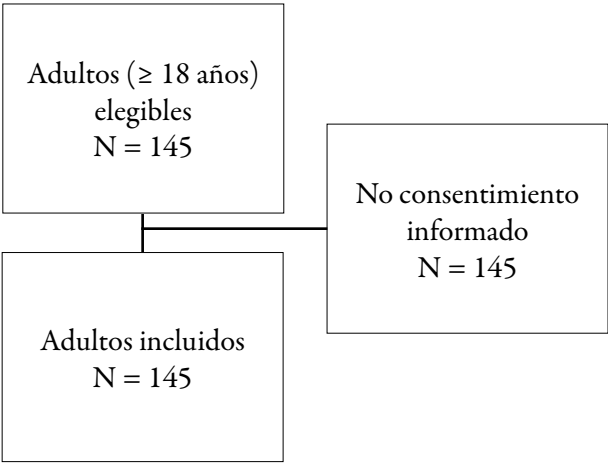 Adultos (≥ 18 años)
elegibles
N = 145
No consentimiento
informado
N = 145
Adultos incluidos
N = 145